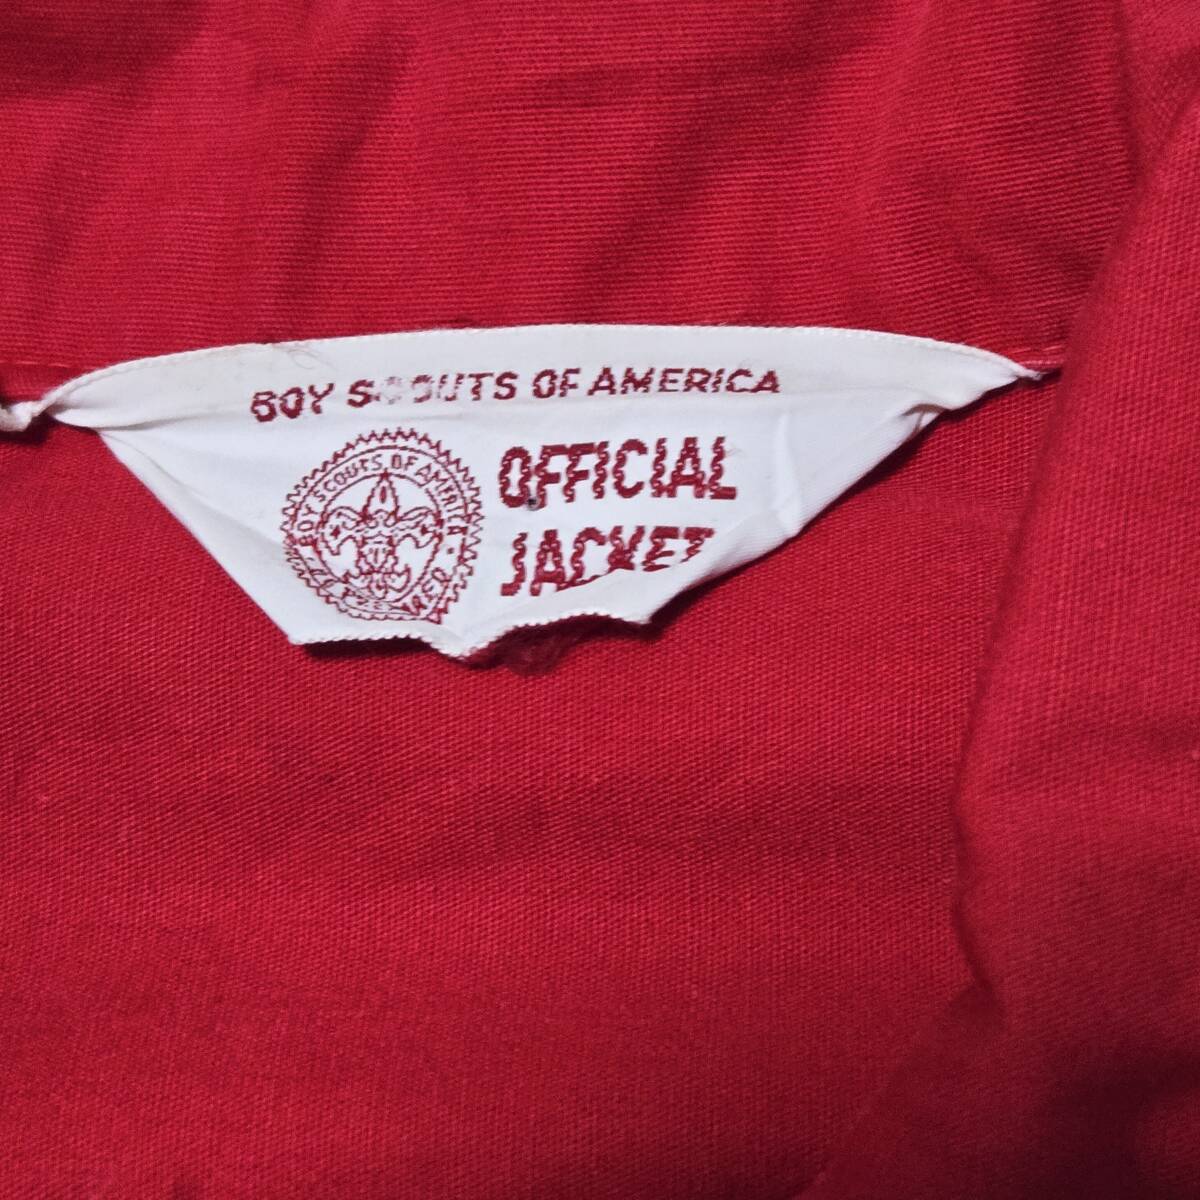 BOY SCOUTS OF AMERICA
BOY SCOUTS OF AMERICA
OFFICIAL
JACKET